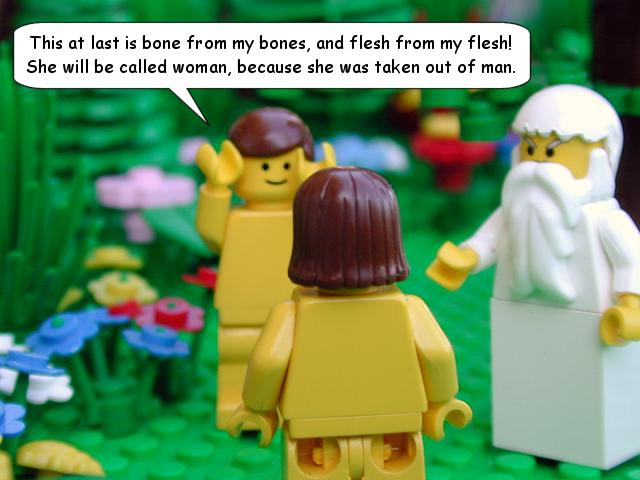 This at last is bone from my bones, and flesh from my flesh!
She will be called woman, because she was taken out of man.